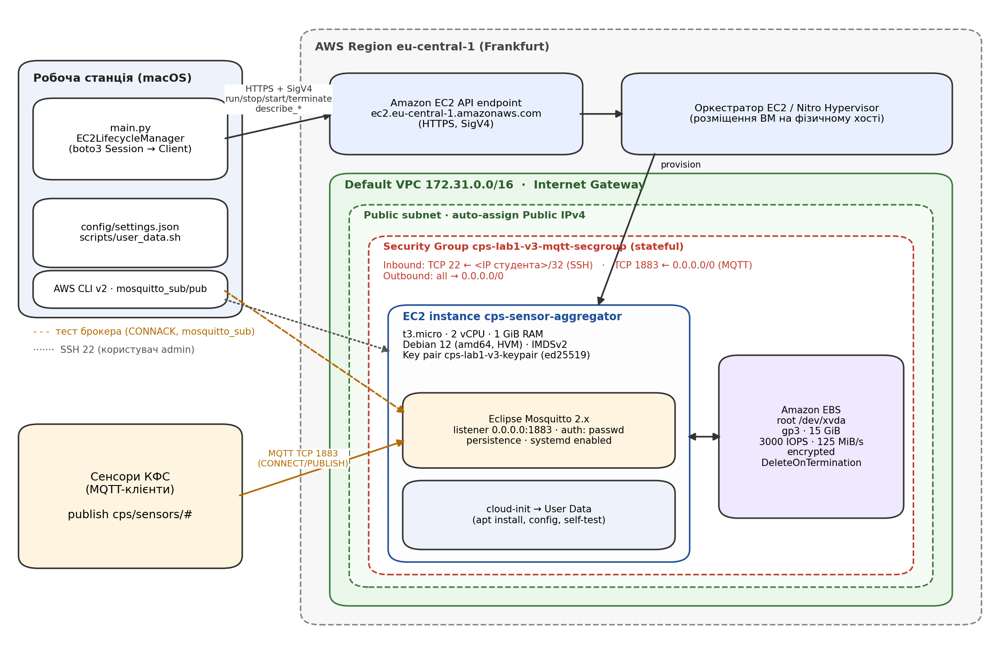 AWS Region eu-central-1 (Frankfurt)
Робоча станція (macOS)
main.py
EC2LifecycleManager
(boto3 Session → Client)
config/settings.json
scripts/user_data.sh
AWS CLI v2 · mosquitto_sub/pub
- - -  тест брокера (CONNACK, mosquitto_sub)
·······  SSH 22 (користувач admin)
HTTPS + SigV4
run/stop/start/terminate
describe_*
Amazon EC2 API endpoint
ec2.eu-central-1.amazonaws.com
(HTTPS, SigV4)
Оркестратор EC2 / Nitro Hypervisor
(розміщення ВМ на фізичному хості)
provision
Default VPC 172.31.0.0/16  ·  Internet Gateway
Public subnet · auto-assign Public IPv4
Security Group cps-lab1-v3-mqtt-secgroup (stateful)
Inbound: TCP 22 ← <IP студента>/32 (SSH)   ·   TCP 1883 ← 0.0.0.0/0 (MQTT)
Outbound: all → 0.0.0.0/0
EC2 instance cps-sensor-aggregator
t3.micro · 2 vCPU · 1 GiB RAM
Debian 12 (amd64, HVM) · IMDSv2
Key pair cps-lab1-v3-keypair (ed25519)
Eclipse Mosquitto 2.x
listener 0.0.0.0:1883 · auth: passwd
persistence · systemd enabled
cloud-init → User Data
(apt install, config, self-test)
Amazon EBS
root /dev/xvda
gp3 · 15 GiB
3000 IOPS · 125 MiB/s
encrypted
DeleteOnTermination
MQTT TCP 1883
(CONNECT/PUBLISH)
Сенсори КФС
(MQTT-клієнти)
publish cps/sensors/#